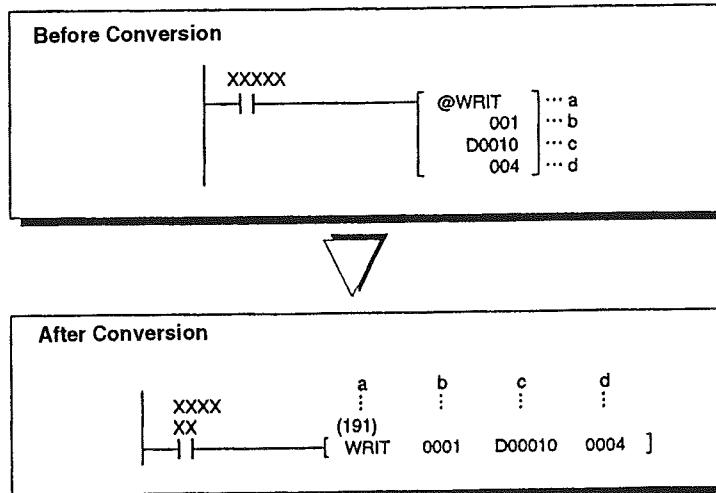 Before Conversion
XXXXX
@WRIT ... a
001 ... b
D0010 ... c
004 ... d
After Conversion
a b c d
XXXX
XX (191)
WRIT 0001 D00010 0004